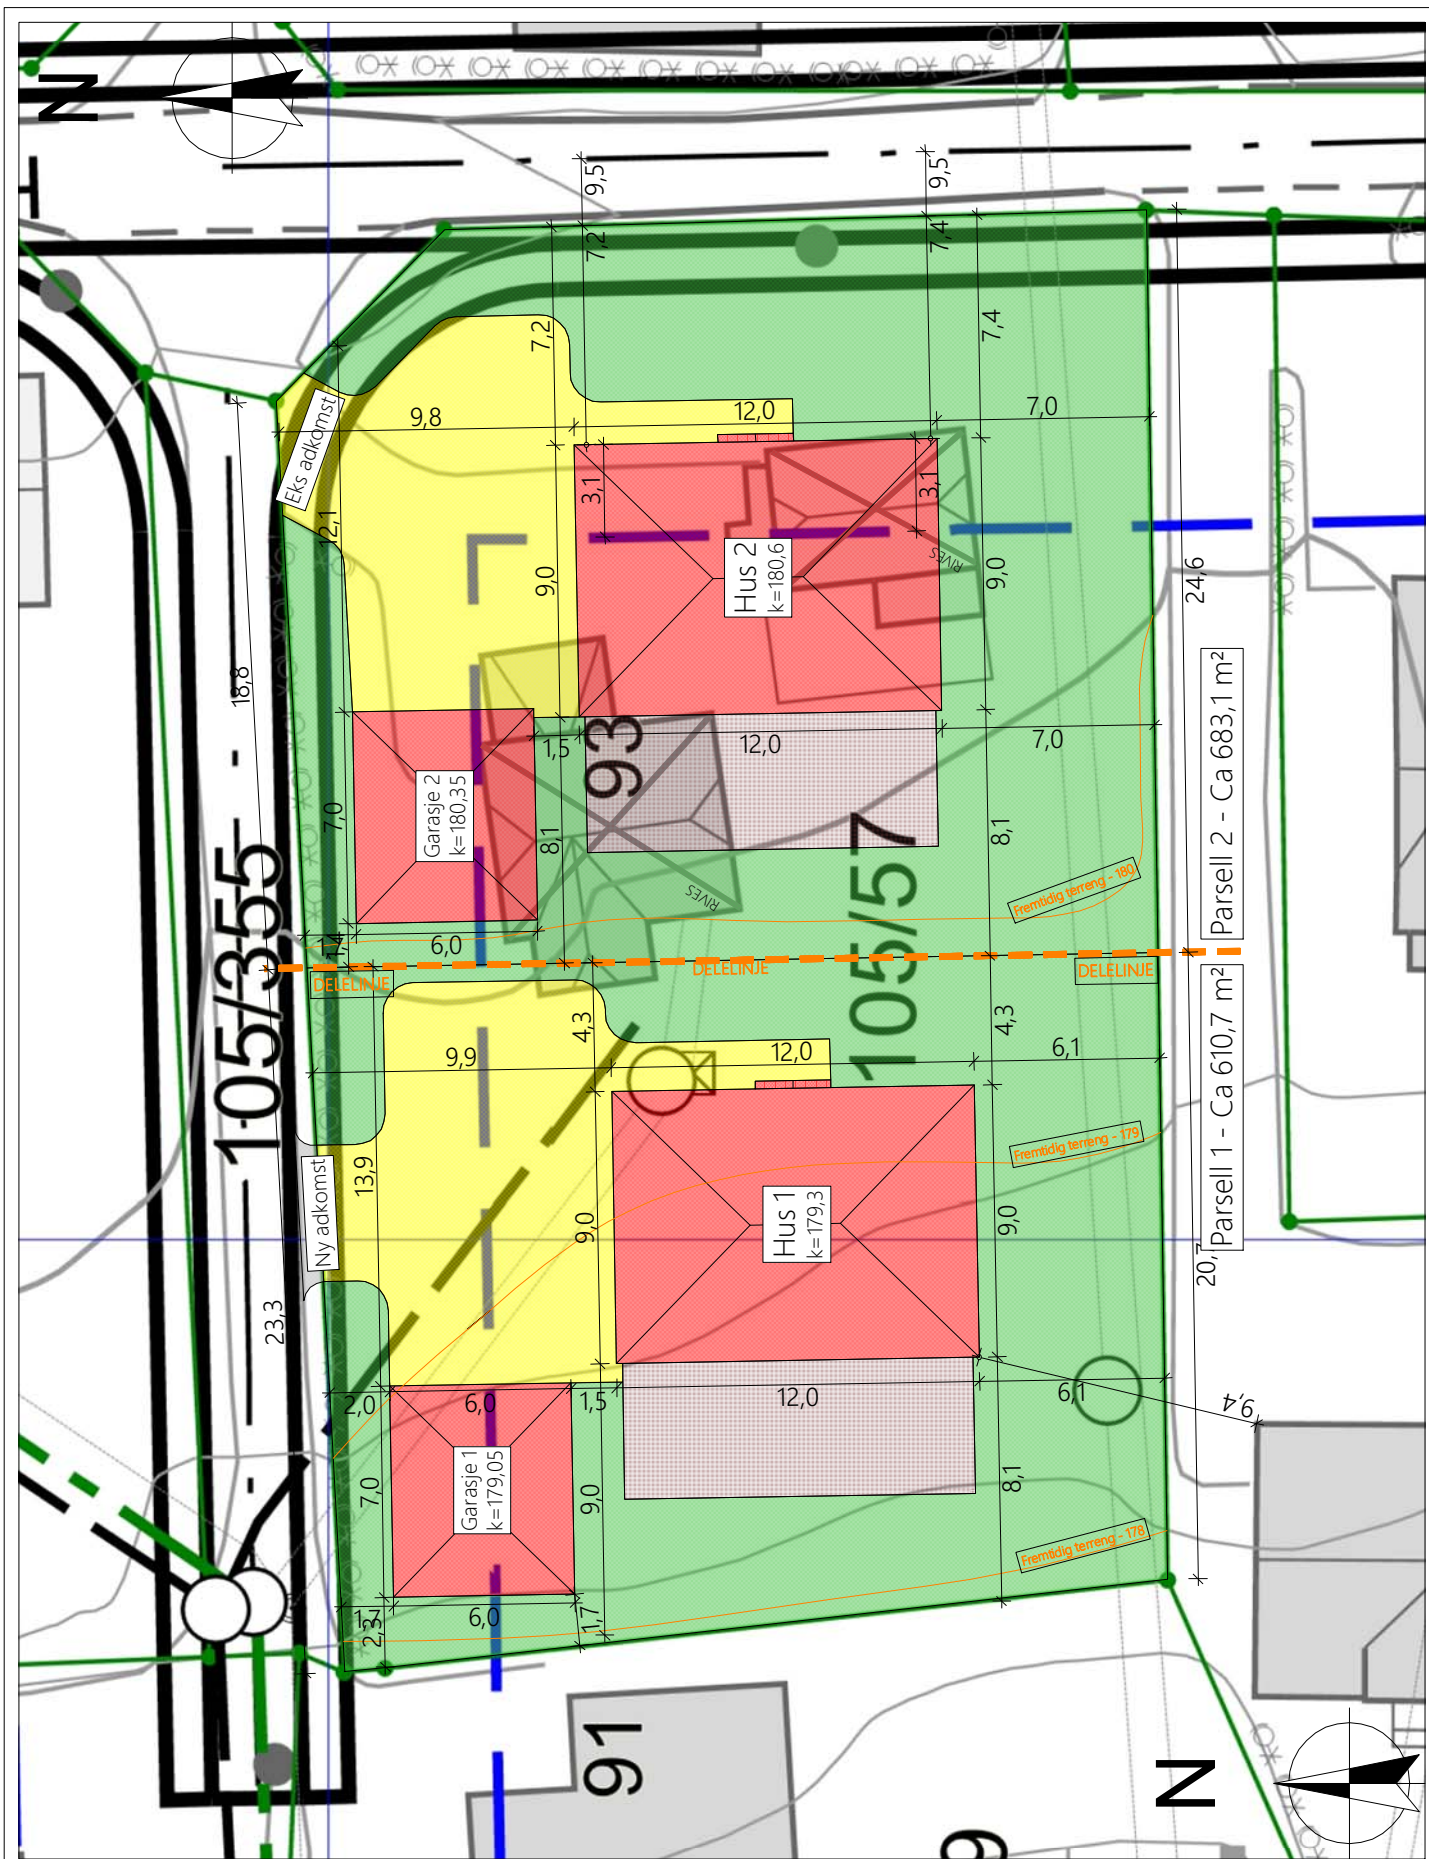 N
9,5
9,5
7,2
7,4
7,2
7,4
Eks adkomst
9,8
12,0
7,0
12,1
3,1
3,1
Hus 2
k=180,6
RIVES
9,0
9,0
24,6
18,8
93
1,5
12,0
7,0
Garasje 2
k=180,35
7,0
8,1
8,1
RIVES
105/57
Parsell 2 - Ca 683,1 m²
Fremtidig terreng - 180
105/355
1,4
6,0
DELELINJE
DELELINJE
DELELINJE
4,3
4,3
9,9
12,0
6,1
Parsell 1 - Ca 610,7 m²
Fremtidig terreng - 179
Ny adkomst
13,9
9,0
Hus 1
k=179,3
9,0
20,7
23,3
2,0
6,0
1,5
12,0
6,1
9,4
Garasje 1
k=179,05
7,0
9,0
8,1
Fremtidig terreng - 178
1,7
6,0
2,3
1,7
91
N
9